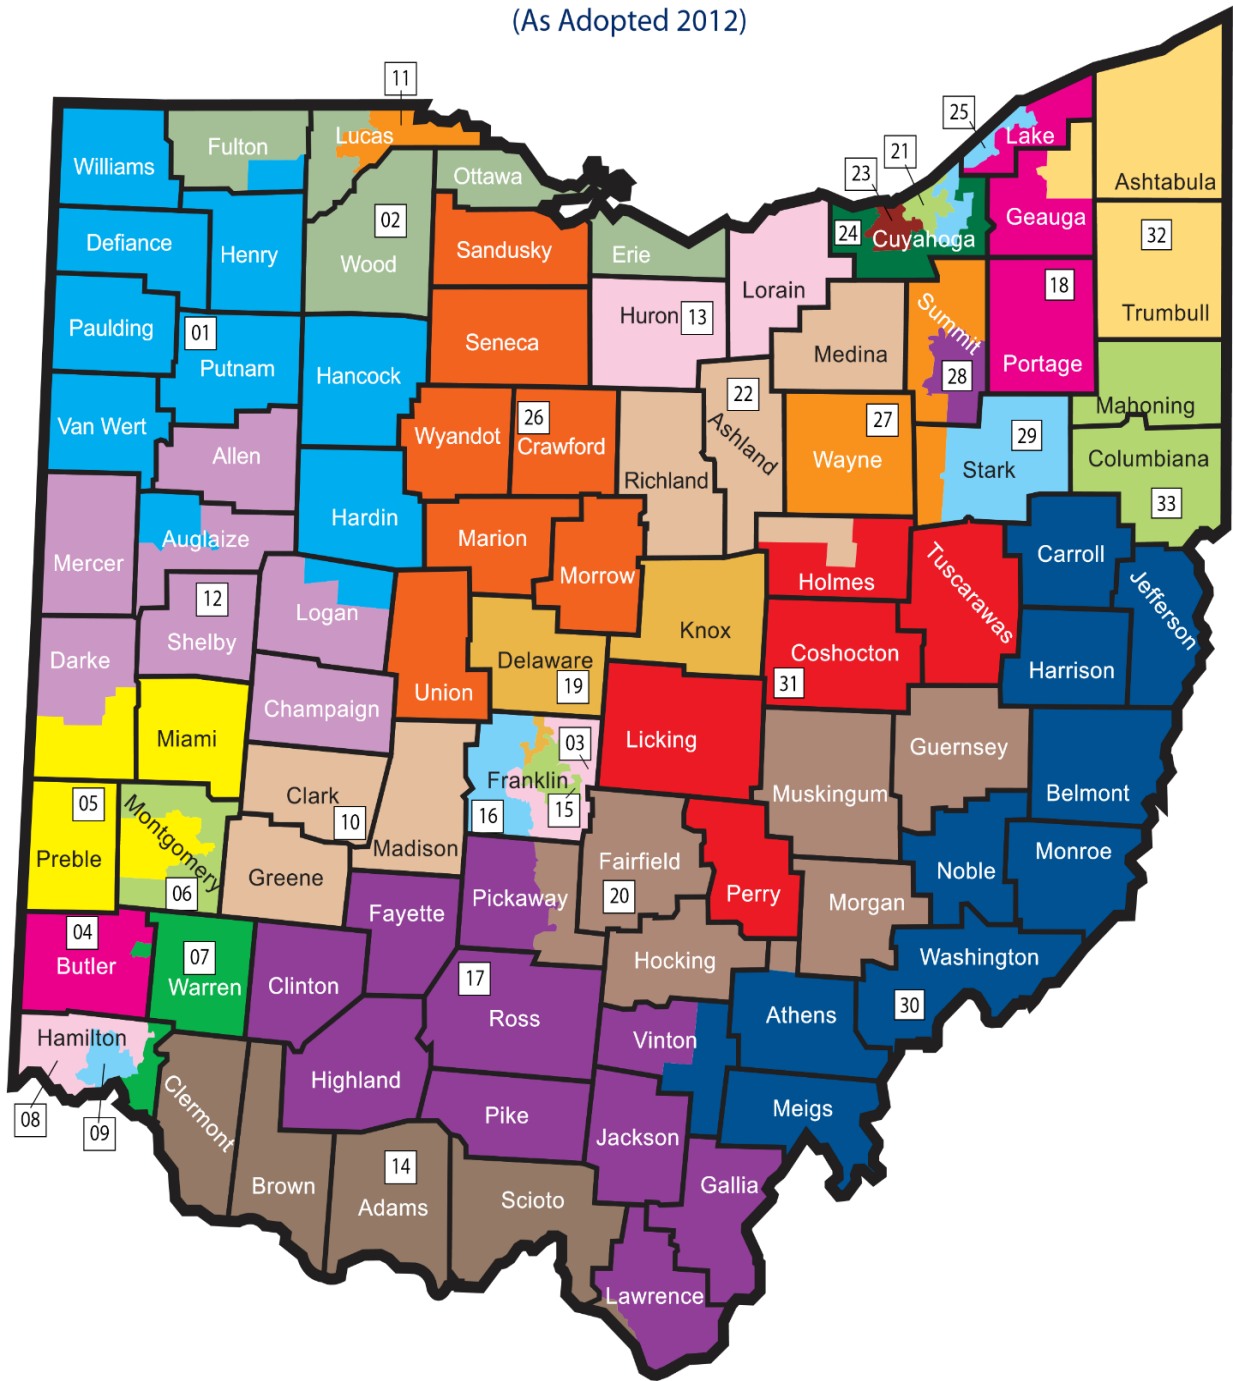 (As Adopted 2012)
11
Lucas
Fulton
Williams
25
Lake
21
23
Ottawa
Ashtabula
02
Geauga
24
Cuyahoga
32
Defiance
Henry
Wood
Sandusky
Erie
18
Lorain
Huron
13
Summit
Trumbull
Paulding
01
Putnam
Seneca
Medina
Portage
Hancock
28
22
Mahoning
Van Wert
26
Wyandot
Crawford
27
Ashland
29
Allen
Wayne
Stark
Columbiana
Richland
33
Hardin
Auglaize
Marion
Carroll
Mercer
Morrow
Holmes
Tuscarawas
Jefferson
12
Logan
Shelby
Knox
Coshocton
Harrison
Darke
Delaware
19
31
Union
Champaign
Miami
03
Licking
Guernsey
Franklin
Clark
05
Montgomery
16
15
Muskingum
Belmont
10
Madison
Preble
Monroe
Fairfield
Greene
06
20
Perry
Noble
Pickaway
Morgan
Fayette
04
Butler
07
Warren
Clinton
Hocking
Washington
17
Ross
30
Athens
Hamilton
Vinton
Highland
Clermont
08
09
Pike
Jackson
Meigs
14
Brown
Adams
Scioto
Gallia
Lawrence